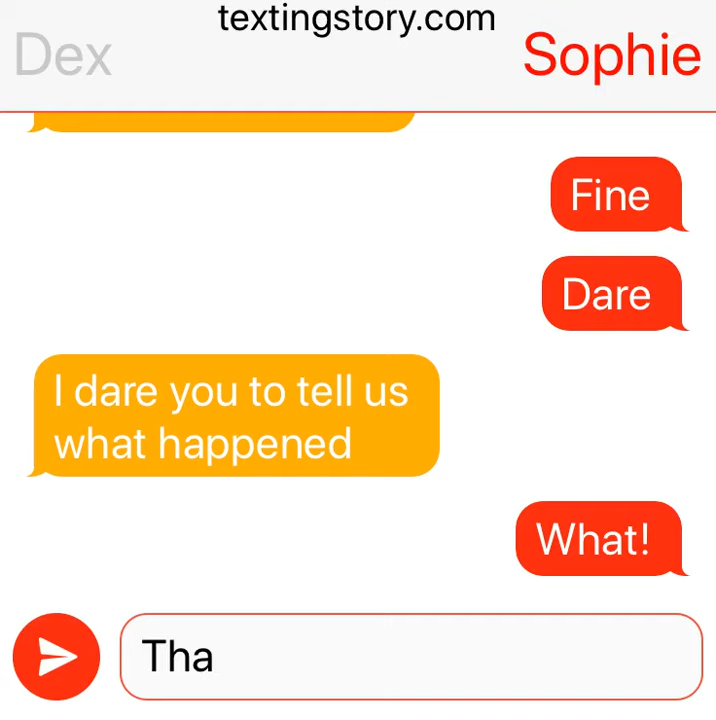 textingstory.com
Dex
Sophie
Fine
Dare
I dare you to tell us
what happened
What!
Tha